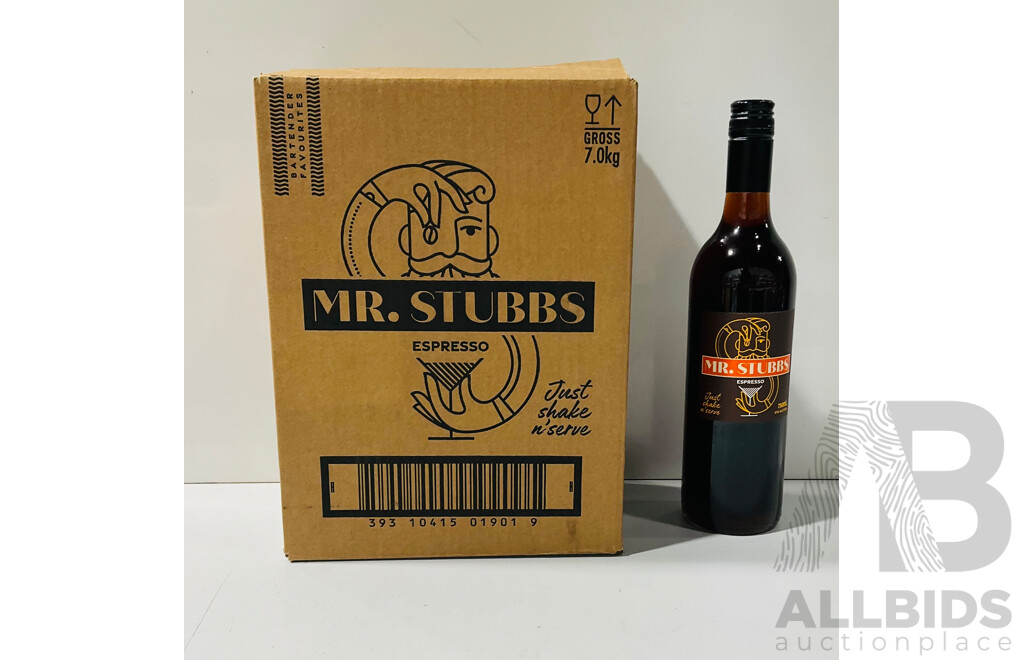 BARTENDER
FAVOURITES
GROSS
7.0kg
MR. STUBBS
ESPRESSO
Just
shake
n'serve
393 10415 01901 9
MR. STUBBS
ESPRESSO
Just
shake
n'serve
AB
ALLBIDS
auctionplace